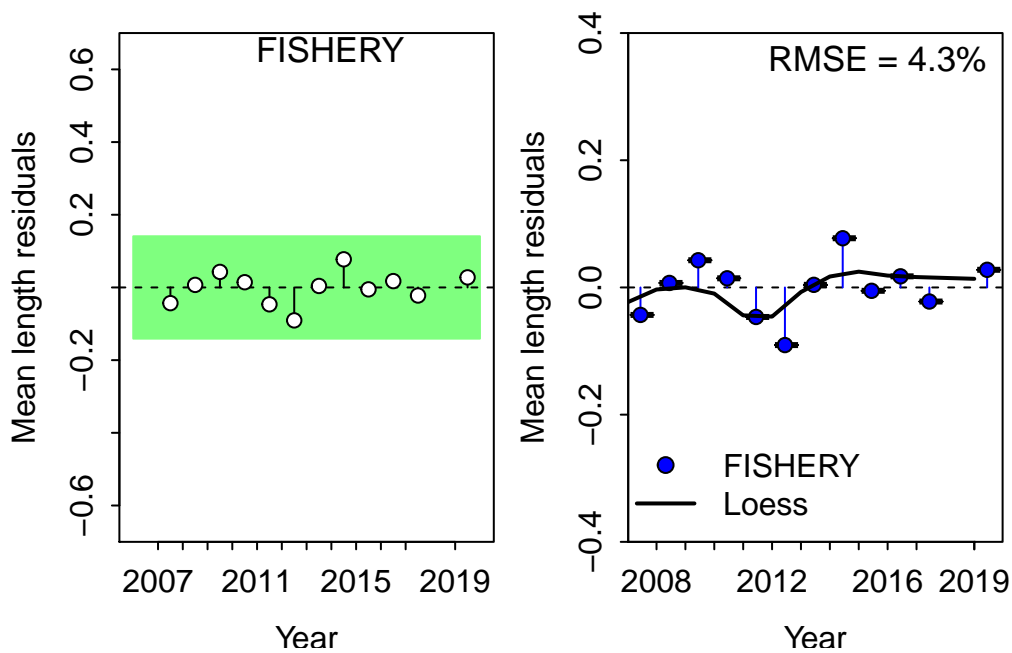 FISHERY
Mean length residuals
0.6
0.4
0.2
−0.2
−0.6
2007 2011 2015 2019
Year
RMSE = 4.3%
Mean length residuals
0.4
0.2
0.0
−0.2
−0.4
FISHERY
Loess
2008 2012 2016 2019
Year